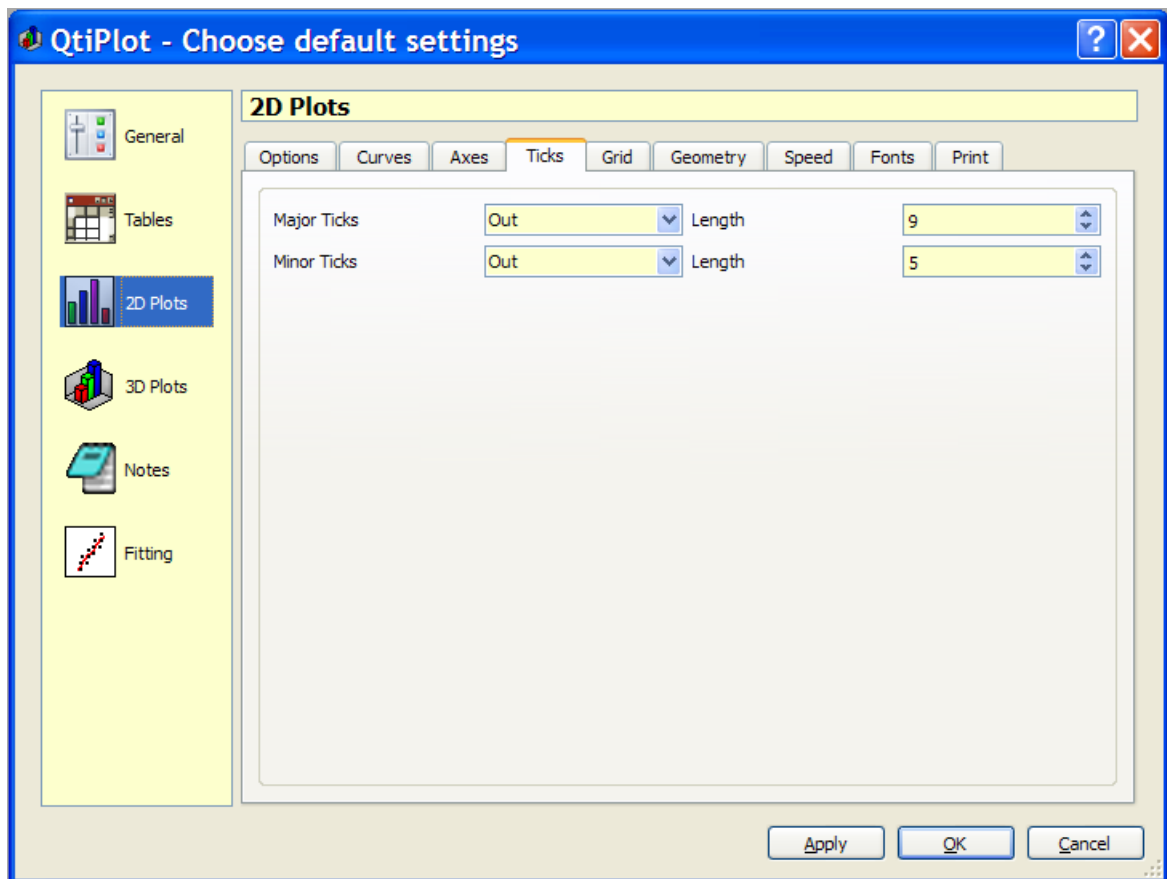 QtiPlot - Choose default settings
General
Tables
2D Plots
3D Plots
Notes
Fitting
2D Plots
Options Curves Axes Ticks Grid Geometry Speed Fonts Print
Major Ticks Out Length 9
Minor Ticks Out Length 5
Apply OK Cancel